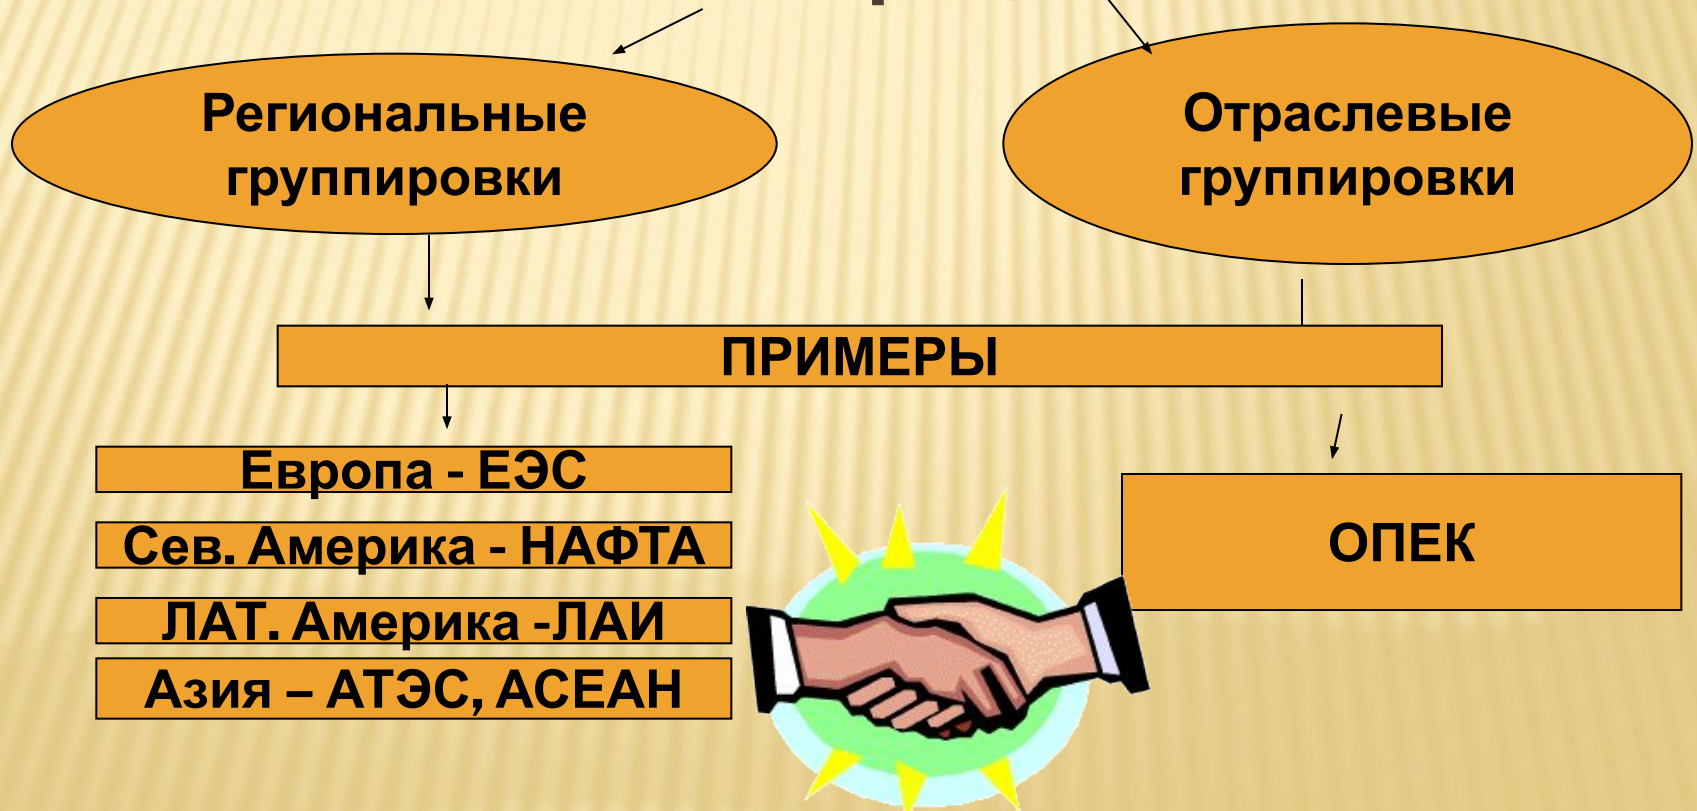 Региональные
группировки
Отраслевые
группировки
ПРИМЕРЫ
Европа - ЕЭС
Сев. Америка - НАФТА
ЛАТ. Америка -ЛАИ
Азия – АТЭС, АСЕАН
ОПЕК